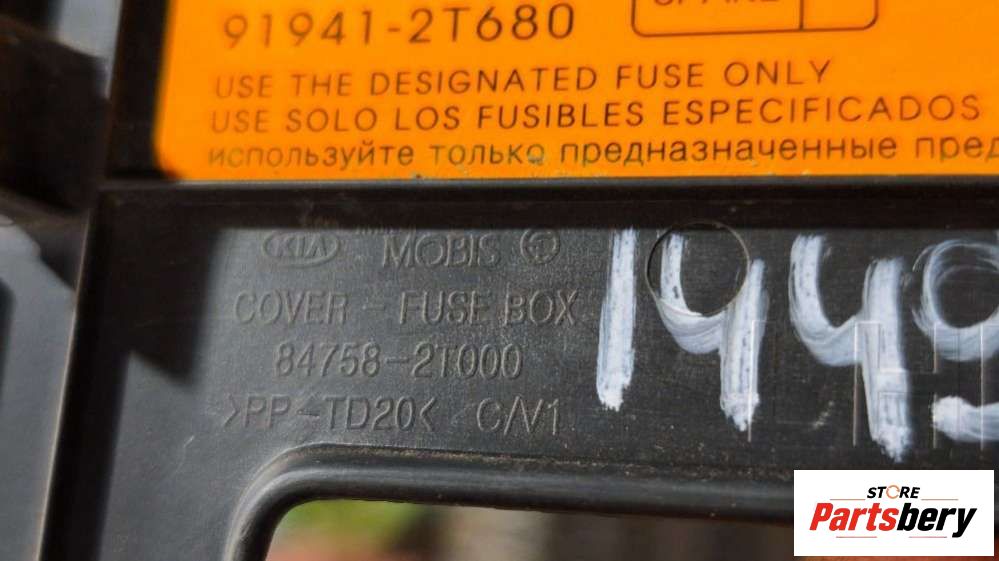 91941-2T680
USE THE DESIGNATED FUSE ONLY
USE SOLO LOS FUSIBLES ESPECIFICADOS
используйте только предназначенные
KIA MOBIS
COVER - FUSE BOX
84758-2T000
>PP-TD20< C/V1
STORE
Partsbery